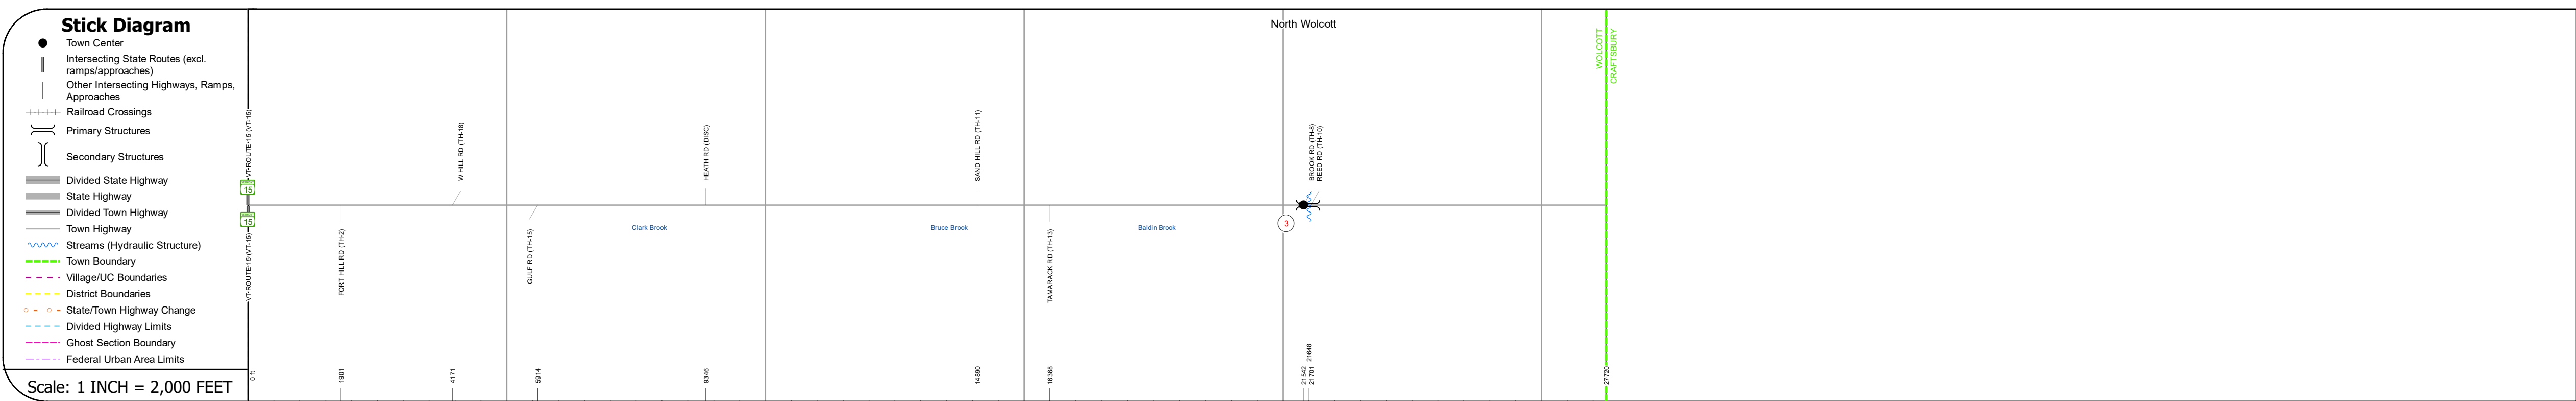 Stick Diagram
Town Center
Intersecting State Routes (excl.
ramps/approaches)
Other Intersecting Highways, Ramps,
Approaches
Railroad Crossings
Primary Structures
Secondary Structures
Divided State Highway
State Highway
Divided Town Highway
Town Highway
Streams (Hydraulic Structure)
Town Boundary
Village/UC Boundaries
District Boundaries
State/Town Highway Change
Divided Highway Limits
Ghost Section Boundary
Federal Urban Area Limits
Scale: 1 INCH = 2,000 FEET
North Wolcott
WOLCOTT
CRAFTSBURY
VT-ROUTE-15 (VT-15)
W HILL RD (TH-18)
HEATH RD (DISC)
SAND HILL RD (TH-11)
BROOK RD (TH-8)
REED RD (TH-10)
15
15
3
VT-ROUTE-15 (VT-15)
FORT HILL RD (TH-2)
GULF RD (TH-15)
Clark Brook
Bruce Brook
TAMARACK RD (TH-13)
Baldin Brook
0 ft
1901
4171
5914
9346
14890
16368
21542
21648
21701
27720